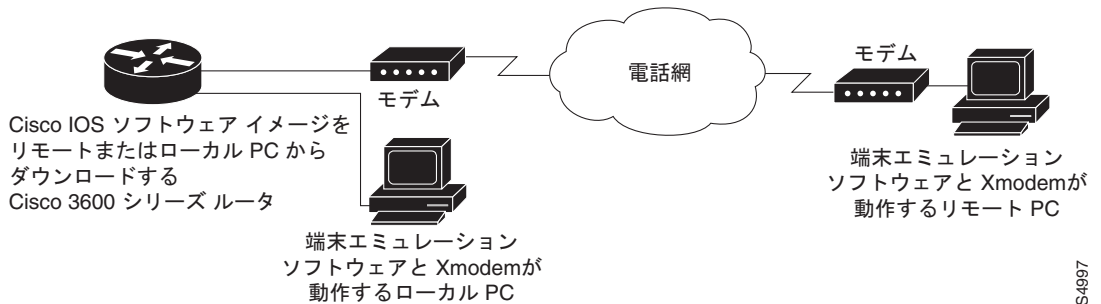 Cisco IOS ソフトウェア イメージを
リモートまたはローカル PC から
ダウンロードする
Cisco 3600 シリーズ ルータ
モデム
端末エミュレーション
ソフトウェアと Xmodemが
動作するローカル PC
電話網
モデム
端末エミュレーション
ソフトウェアと Xmodemが
動作するリモート PC
S4997